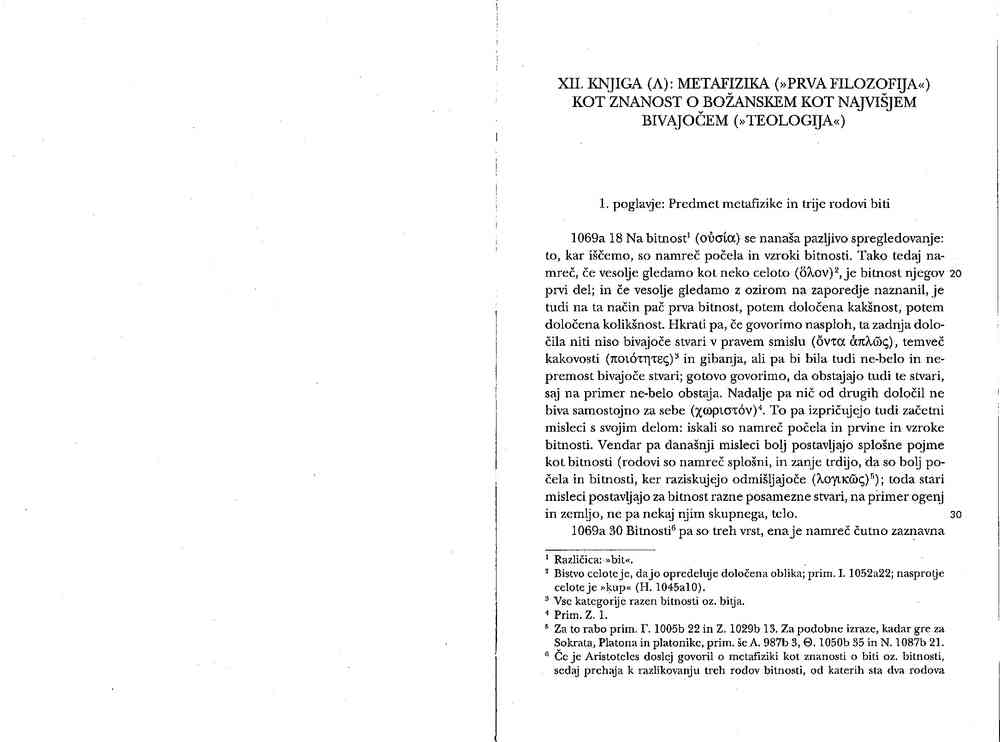 XII. KNJIGA (Λ): METAFIZIKA (»PRVA FILOZOFIJA«)
KOT ZNANOST O BOŽANSKEM KOT NAJVIŠJEM
BIVAJOČEM (»TEOLOGIJA«)
1. poglavje: Predmet metafizike in trije rodovi biti
1069a 18 Na bitnost¹ (οὐσία) se nanaša pazljivo spregledovanje:
to, kar iščemo, so namreč počela in vzroki bitnosti. Tako tedaj na-
mreč, če vesolje gledamo kot neko celoto (ὅλον)², je bitnost njegov 20
prvi del; in če vesolje gledamo z ozirom na zaporedje naznanil, je
tudi na ta način pač prva bitnost, potem določena kakšnost, potem
določena kolikšnost. Hkrati pa, če govorimo nasploh, ta zadnja dolo-
čila niti niso bivajoče stvari v pravem smislu (ὄντα ἁπλῶς), temveč
kakovosti (ποιότητες)³ in gibanja, ali pa bi bila tudi ne-belo in ne-
premost bivajoče stvari; gotovo govorimo, da obstajajo tudi te stvari,
saj na primer ne-belo obstaja. Nadalje pa nič od drugih določil ne
biva samostojno za sebe (χωριστόν)⁴. To pa izpričujejo tudi začetni
misleci s svojim delom: iskali so namreč počela in prvine in vzroke
bitnosti. Vendar pa današnji misleci bolj postavljajo splošne pojme
kot bitnosti (rodovi so namreč splošni, in zanje trdijo, da so bolj po-
čela in bitnosti, ker raziskujejo odmišljajoče (λογικῶς)⁵); toda stari
misleci postavljajo za bitnost razne posamezne stvari, na primer ogenj
in zemljo, ne pa nekaj njim skupnega, telo. 30
1069a 30 Bitnosti⁶ pa so treh vrst, ena je namreč čutno zaznavna
¹ Različica: »bit«.
² Bistvo celote je, da jo opredeljuje določena oblika; prim. I. 1052a22; nasprotje
celote je »kup« (H. 1045a10).
³ Vse kategorije razen bitnosti oz. bitja.
⁴ Prim. Z. 1.
⁵ Za to rabo prim. Γ. 1005b 22 in Z. 1029b 13. Za podobne izraze, kadar gre za
Sokrata, Platona in platonike, prim. še A. 987b 3, Θ. 1050b 35 in N. 1087b 21.
⁶ Če je Aristoteles doslej govoril o metafiziki kot znanosti o biti oz. bitnosti,
sedaj prehaja k razlikovanju treh rodov bitnosti, od katerih sta dva rodova